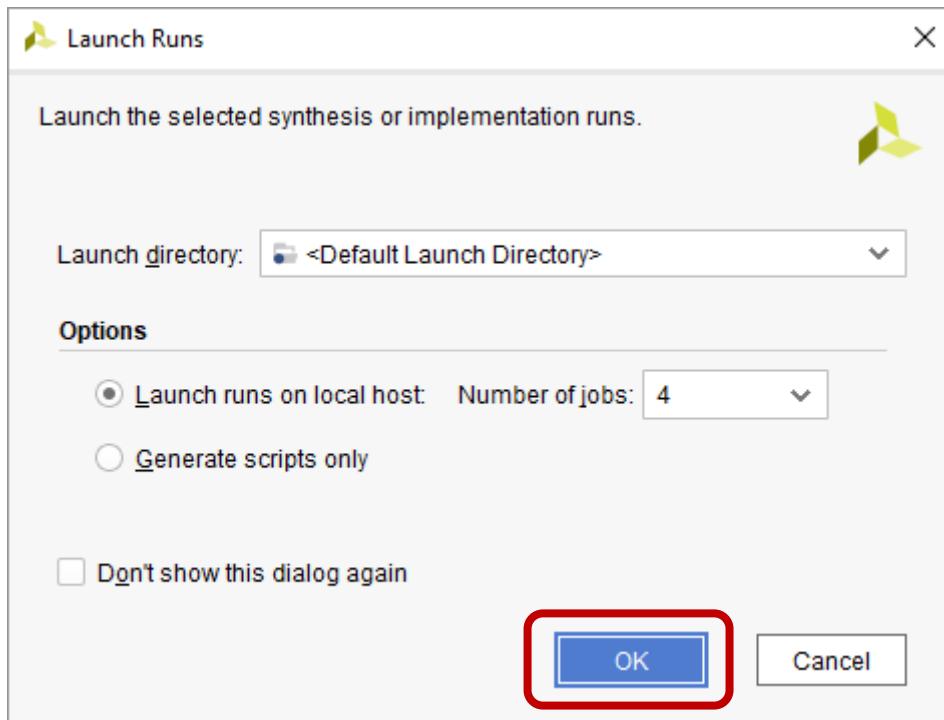 Launch Runs
Launch the selected synthesis or implementation runs.
Launch directory: <Default Launch Directory>
Options
Launch runs on local host: Number of jobs: 4
Generate scripts only
Don't show this dialog again
OK Cancel